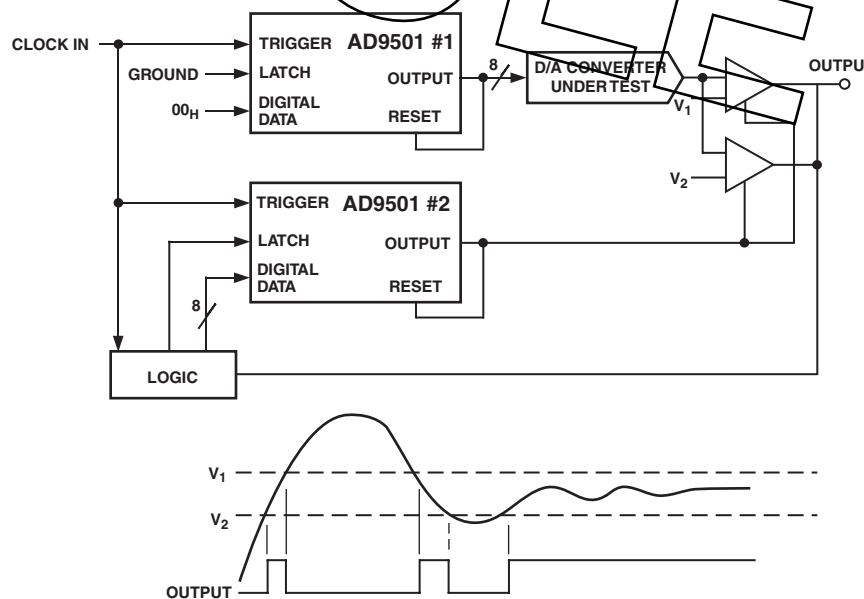 CLOCK IN
TRIGGER
AD9501 #1
GROUND
LATCH
OUTPUT
00H
DIGITAL
DATA
RESET
8
D/A CONVERTER
UNDER TEST
V1
OUTPU
V2
TRIGGER
AD9501 #2
LATCH
OUTPUT
DIGITAL
DATA
RESET
8
LOGIC
V1
V2
OUTPUT